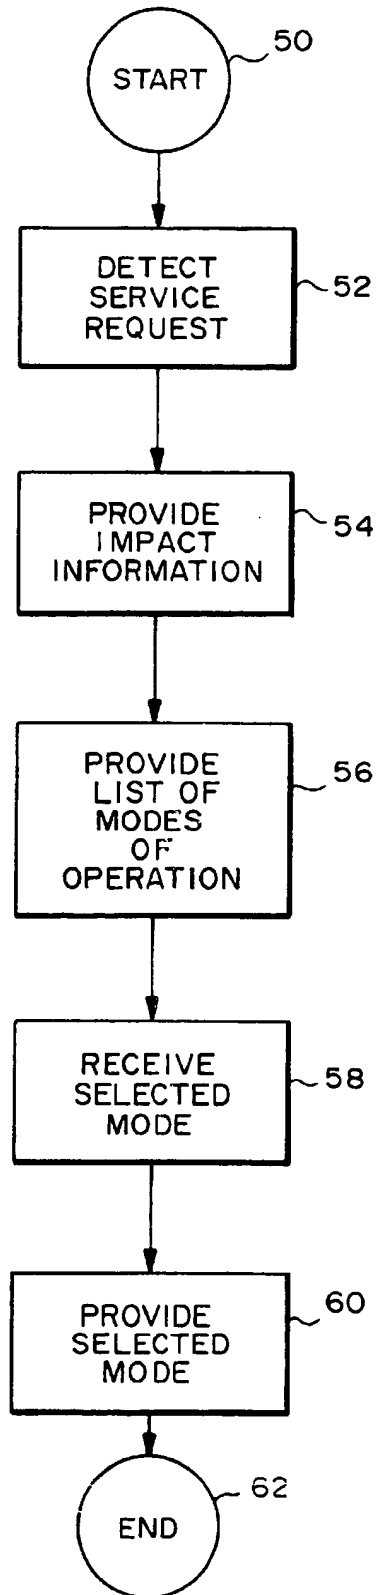 START
50
DETECT
SERVICE
REQUEST
52
PROVIDE
IMPACT
INFORMATION
54
PROVIDE
LIST OF
MODES
OF
OPERATION
56
RECEIVE
SELECTED
MODE
58
PROVIDE
SELECTED
MODE
60
END
62